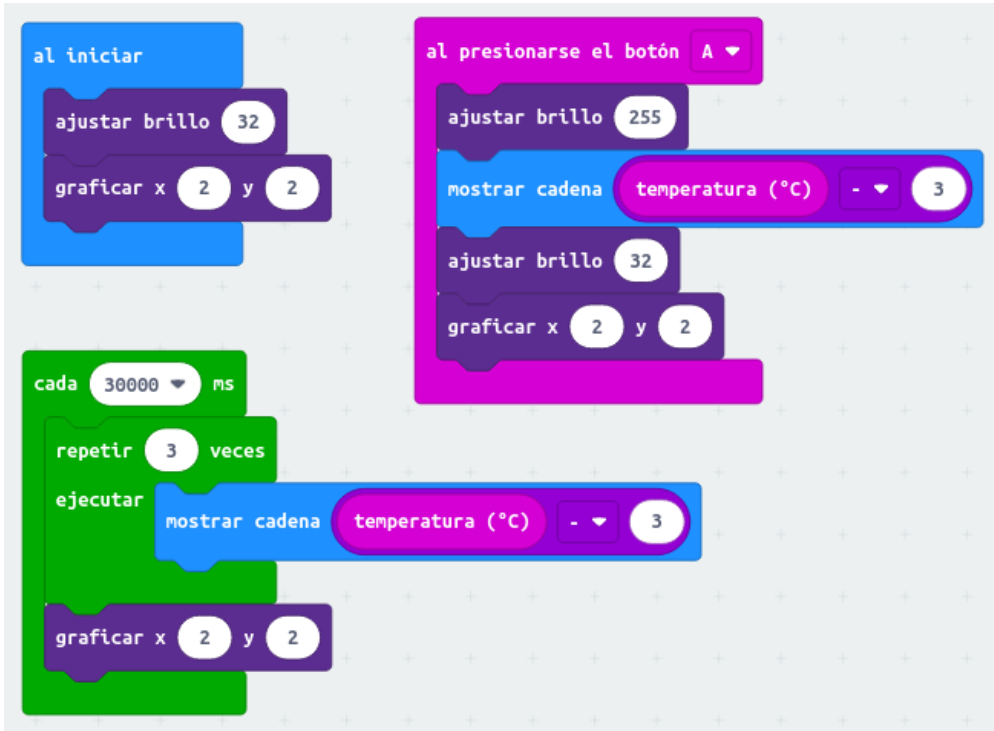 al iniciar
ajustar brillo 32
graficar x 2 y 2
al presionarse el botón A
ajustar brillo 255
mostrar cadena temperatura (°C) - 3
ajustar brillo 32
graficar x 2 y 2
cada 30000 ms
repetir 3 veces
ejecutar
mostrar cadena temperatura (°C) - 3
graficar x 2 y 2